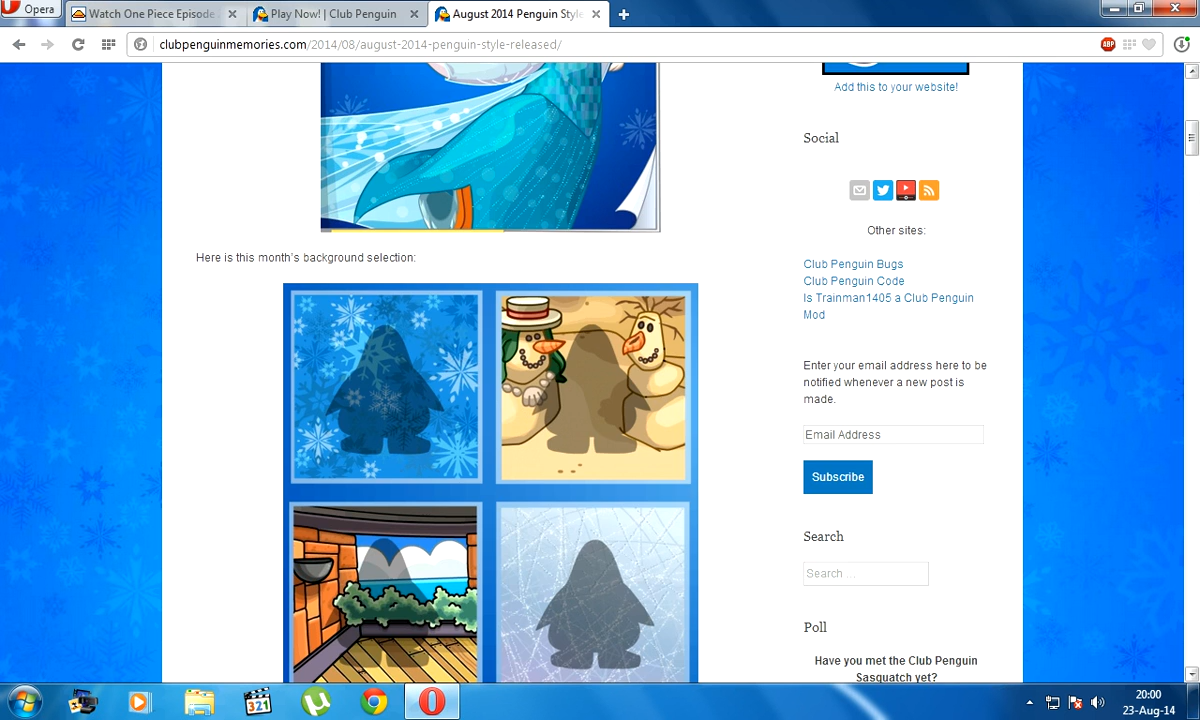 Opera
Watch One Piece Episode
Play Now! | Club Penguin
August 2014 Penguin Style
clubpenguinmemories.com/2014/08/august-2014-penguin-style-released/
ABP
Add this to your website!
Social
Other sites:
Club Penguin Bugs
Club Penguin Code
Is Trainman1405 a Club Penguin
Mod
Here is this month's background selection:
Enter your email address here to be
notified whenever a new post is
made.
Email Address
Subscribe
Search
Search ...
Poll
Have you met the Club Penguin
Sasquatch yet?
321
20:00
23-Aug-14